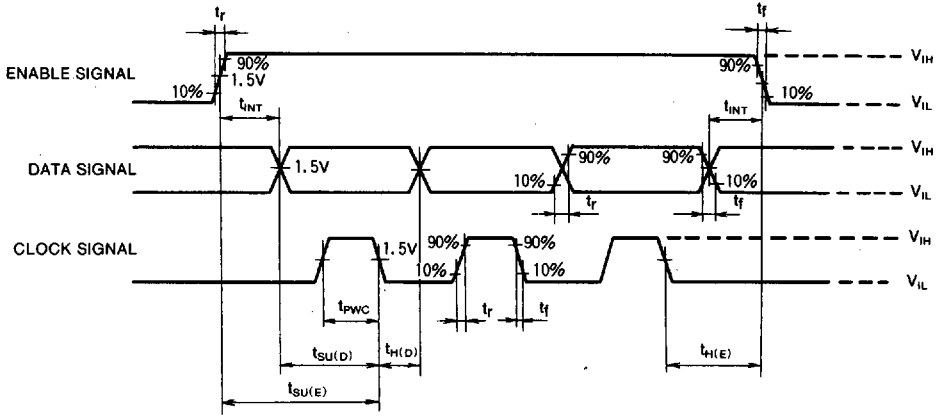 tr
tf
ENABLE SIGNAL
90%
1.5V
10%
tINT
90%
10%
tINT
VIH
VIL
DATA SIGNAL
1.5V
90%
10%
tr
90%
10%
tf
VIH
VIL
CLOCK SIGNAL
1.5V
90%
10%
90%
10%
VIH
VIL
tPWC
tr
tf
tSU(D)
tH(D)
tH(E)
tSU(E)